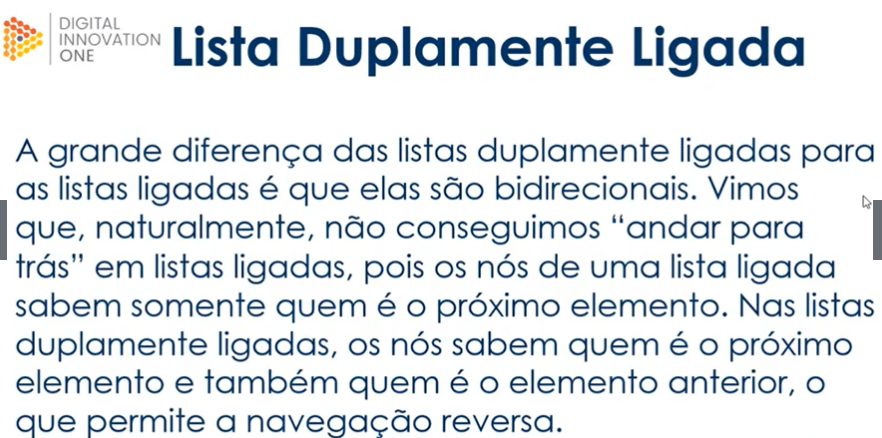 DIGITAL
INNOVATION
ONE
Lista Duplamente Ligada
A grande diferença das listas duplamente ligadas para
as listas ligadas é que elas são bidirecionais. Vimos
que, naturalmente, não conseguimos “andar para
trás” em listas ligadas, pois os nós de uma lista ligada
sabem somente quem é o próximo elemento. Nas listas
duplamente ligadas, os nós sabem quem é o próximo
elemento e também quem é o elemento anterior, o
que permite a navegação reversa.